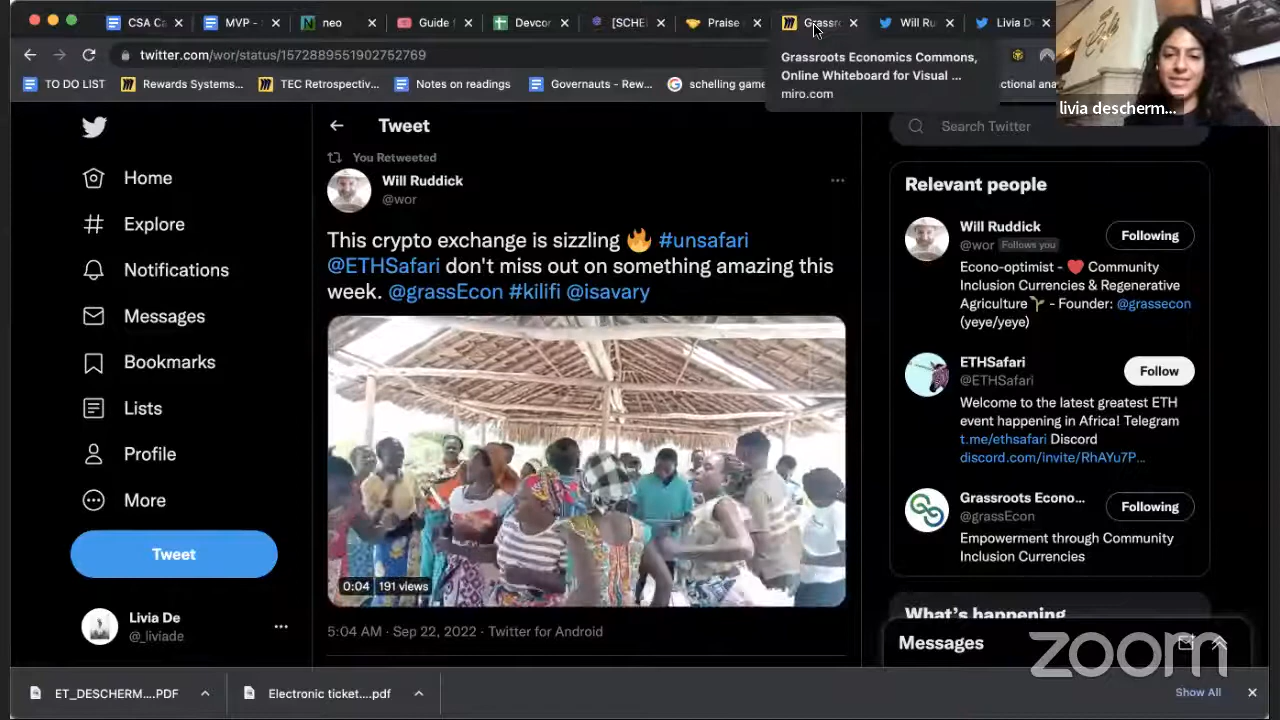 CSA C
MVP -
neo
Guide f
Devcor
[SCHE
Praise
Grassro
Will Ru
Livia D
twitter.com/wor/status/1572889551902752769
TO DO LIST
Rewards Systems...
TEC Retrospectiv...
Notes on readings
Governauts - Rew...
schelling game
ctional ana
Grassroots Economics Commons,
Online Whiteboard for Visual ...
miro.com
livia descherm...
Home
Explore
Notifications
Messages
Bookmarks
Lists
Profile
More
Tweet
Livia De
@_liviade
Tweet
You Retweeted
Will Ruddick
@wor
This crypto exchange is sizzling 🔥 #unsafari
@ETHSafari don't miss out on something amazing this
week. @grassEcon #kilifi @isavary
0:04 191 views
5:04 AM · Sep 22, 2022 · Twitter for Android
Search Twitter
Relevant people
Will Ruddick
@wor Follows you
Following
Econo-optimist - ❤️ Community
Inclusion Currencies & Regenerative
Agriculture🌱 - Founder: @grassecon
(yeye/yeye)
ETHSafari
@ETHSafari
Follow
Welcome to the latest greatest ETH
event happening in Africa! Telegram
t.me/ethsafari Discord
discord.com/invite/RhAYu7P...
Grassroots Econo...
@grassEcon
Following
Empowerment through Community
Inclusion Currencies
What's happening
Messages
zoom
ET_DESCHERM....PDF
Electronic ticket....pdf
Show All